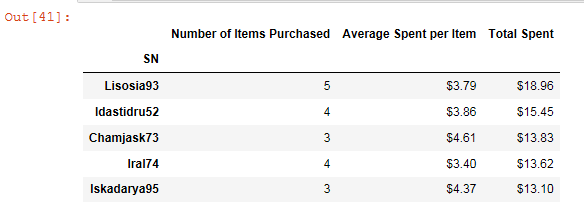 Out[41]:
Number of Items Purchased Average Spent per Item Total Spent
SN
Lisosia93 5 $3.79 $18.96
Idastidru52 4 $3.86 $15.45
Chamjask73 3 $4.61 $13.83
Iral74 4 $3.40 $13.62
Iskadarya95 3 $4.37 $13.10